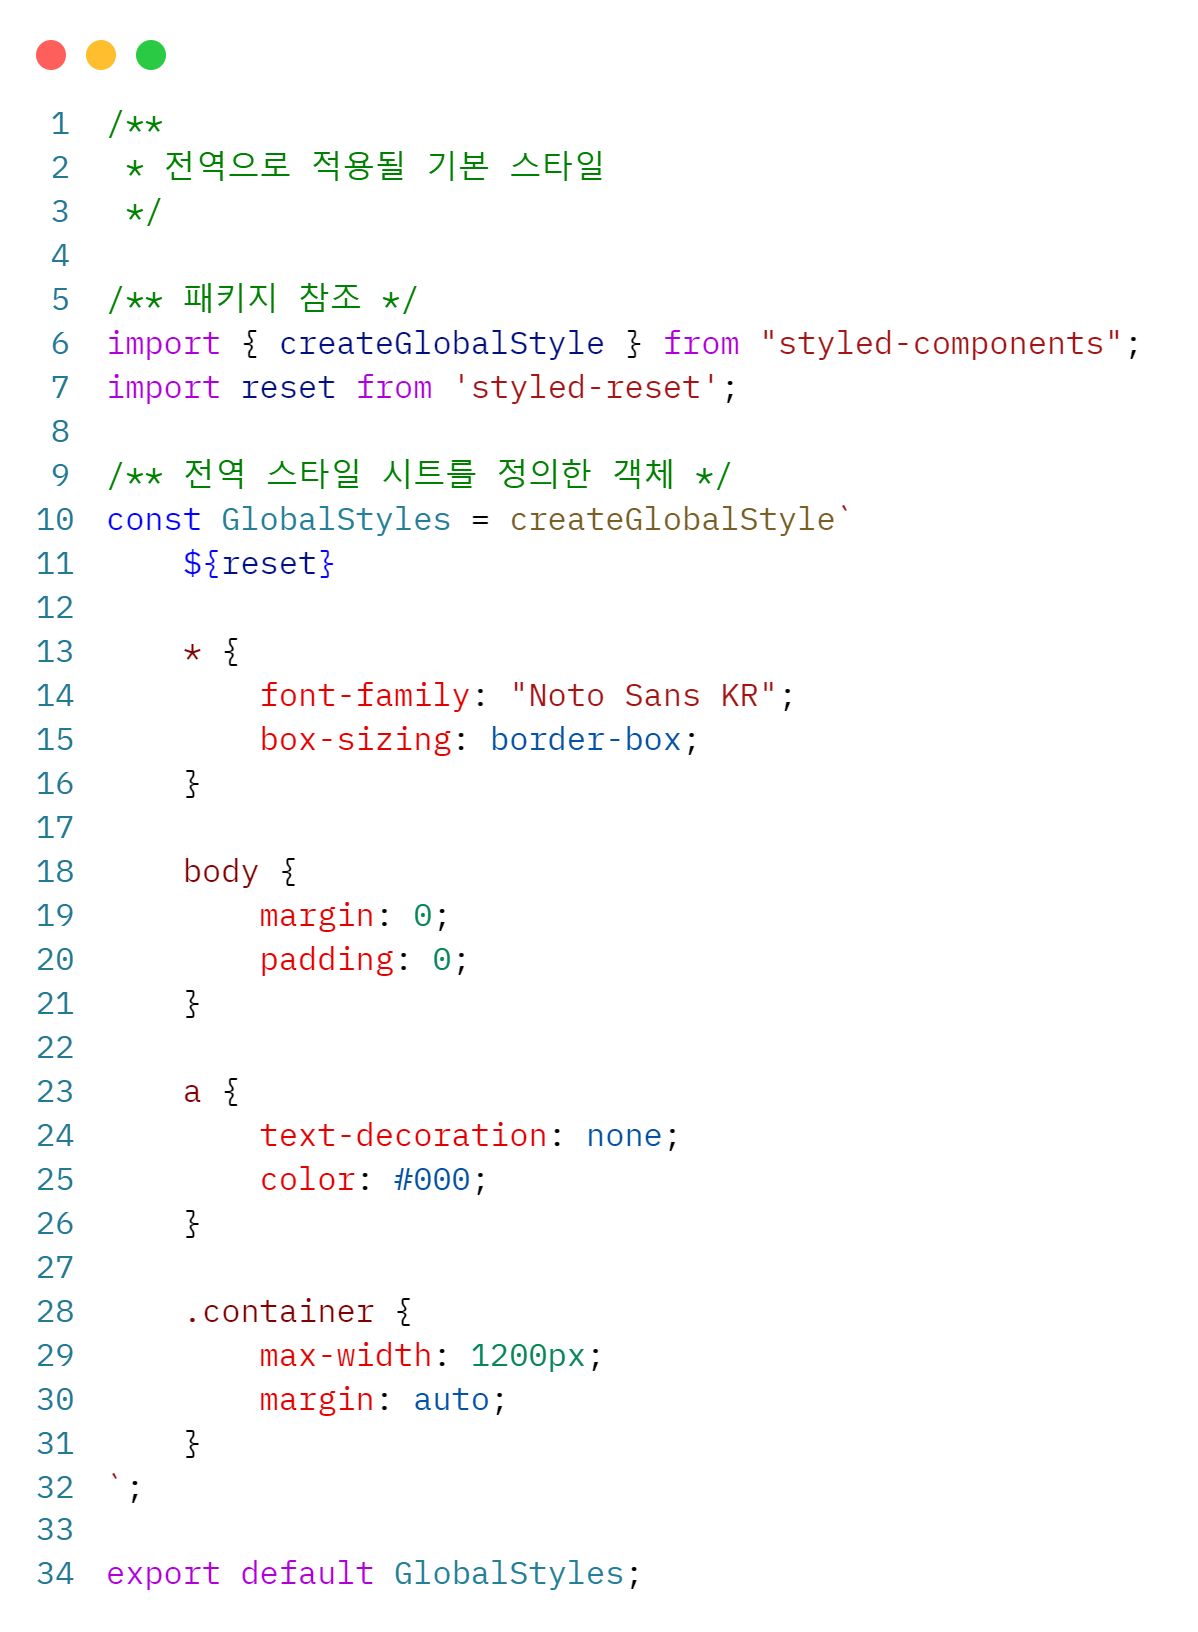 1 /**
2  * 전역으로 적용될 기본 스타일
3  */
4
5 /** 패키지 참조 */
6 import { createGlobalStyle } from "styled-components";
7 import reset from 'styled-reset';
8
9 /** 전역 스타일 시트를 정의한 객체 */
10 const GlobalStyles = createGlobalStyle`
11     ${reset}
12
13     * {
14         font-family: "Noto Sans KR";
15         box-sizing: border-box;
16     }
17
18     body {
19         margin: 0;
20         padding: 0;
21     }
22
23     a {
24         text-decoration: none;
25         color: #000;
26     }
27
28     .container {
29         max-width: 1200px;
30         margin: auto;
31     }
32 `;
33
34 export default GlobalStyles;